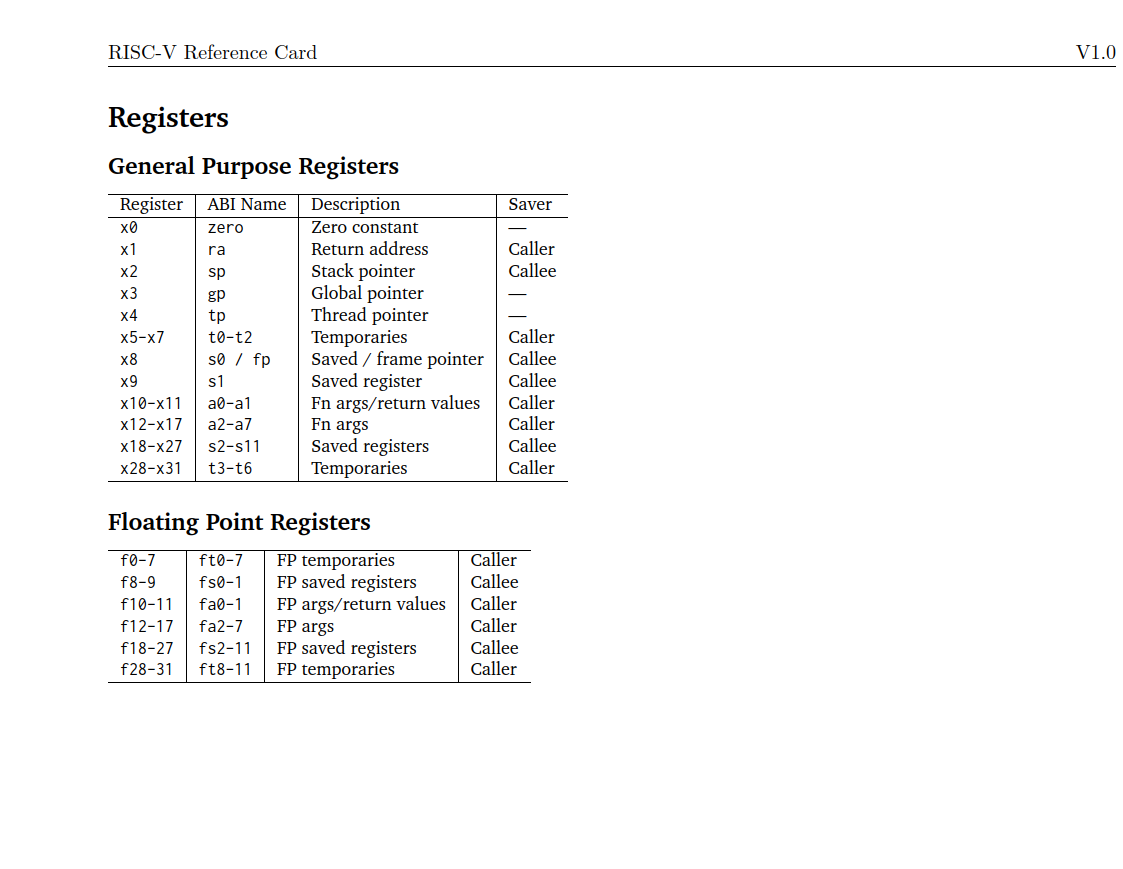 RISC-V Reference Card V1.0
Registers
General Purpose Registers
Register ABI Name Description Saver
x0 zero Zero constant —
x1 ra Return address Caller
x2 sp Stack pointer Callee
x3 gp Global pointer —
x4 tp Thread pointer —
x5-x7 t0-t2 Temporaries Caller
x8 s0 / fp Saved / frame pointer Callee
x9 s1 Saved register Callee
x10-x11 a0-a1 Fn args/return values Caller
x12-x17 a2-a7 Fn args Caller
x18-x27 s2-s11 Saved registers Callee
x28-x31 t3-t6 Temporaries Caller
Floating Point Registers
f0-7 ft0-7 FP temporaries Caller
f8-9 fs0-1 FP saved registers Callee
f10-11 fa0-1 FP args/return values Caller
f12-17 fa2-7 FP args Caller
f18-27 fs2-11 FP saved registers Callee
f28-31 ft8-11 FP temporaries Caller